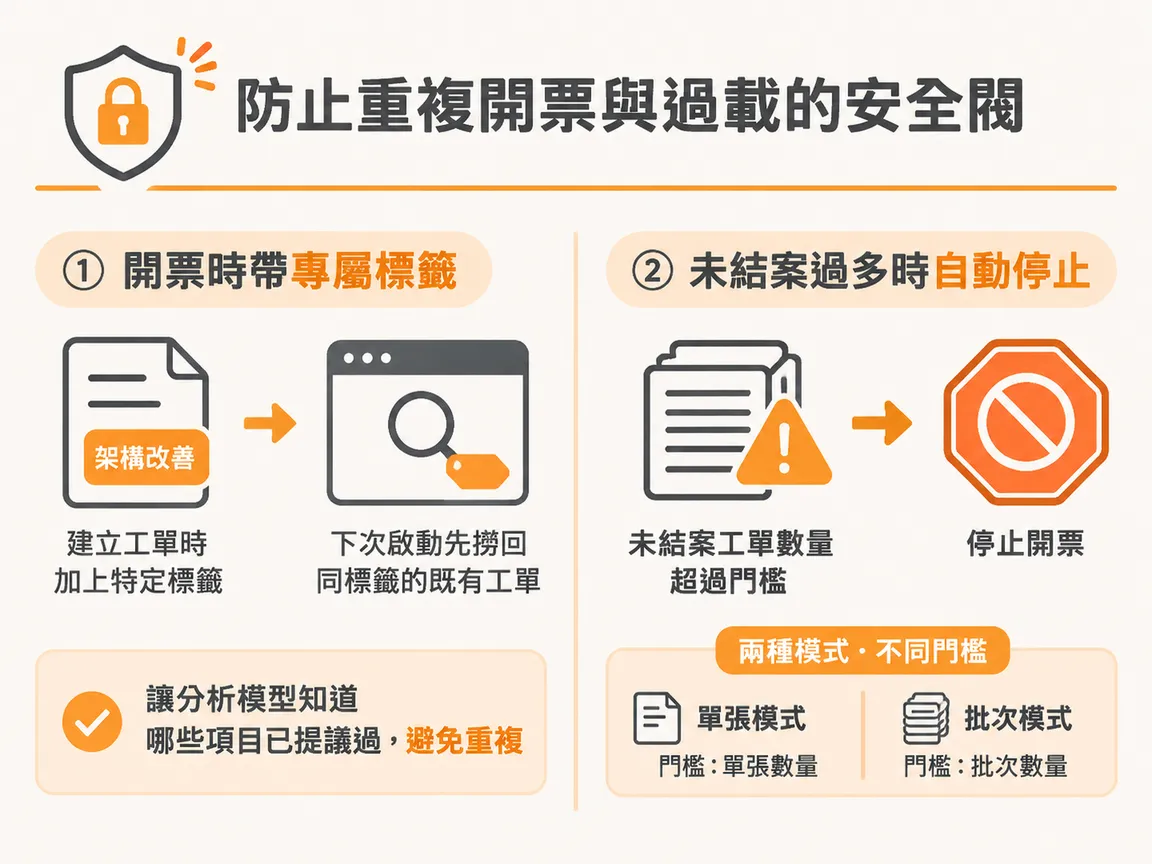 防止重複開票與過載的安全閥
① 開票時帶專屬標籤
架構改善
建立工單時
加上特定標籤
下次啟動先撈回
同標籤的既有工單
讓分析模型知道
哪些項目已提議過，避免重複
② 未結案過多時自動停止
未結案工單數量
超過門檻
停止開票
兩種模式·不同門檻
單張模式
門檻：單張數量
批次模式
門檻：批次數量